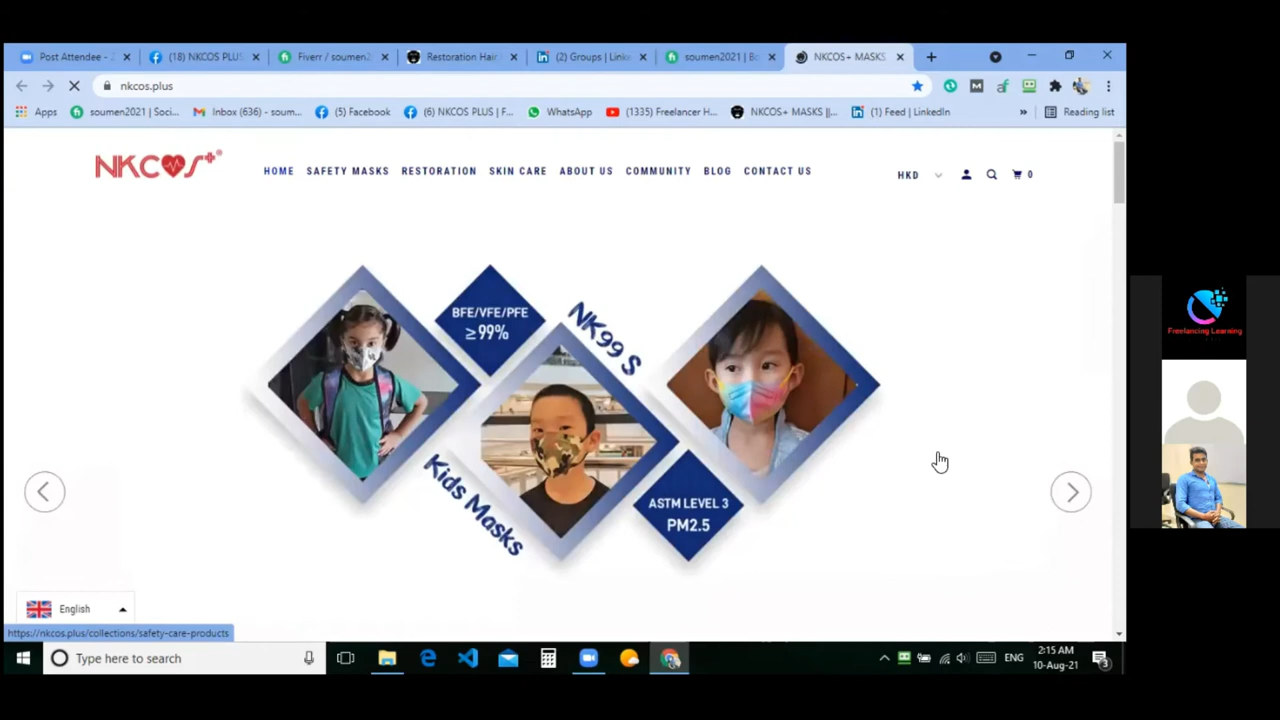 Post Attendee - Z
(18) NKCOS PLUS
Fiverr / soumen2021
Restoration Hair
(2) Groups | Linke
soumen2021 | Ba
NKCOS+ MASKS
nkcos.plus
Apps
soumen2021 | Soci...
Inbox (636) - soum...
(5) Facebook
(6) NKCOS PLUS | F...
WhatsApp
(1335) Freelancer H...
NKCOS+ MASKS ||...
(1) Feed | LinkedIn
»
Reading list
NKCOS+®
HOME
SAFETY MASKS
RESTORATION
SKIN CARE
ABOUT US
COMMUNITY
BLOG
CONTACT US
HKD
0
BFE/VFE/PFE
≥99%
NK99 S
Kids Masks
ASTM LEVEL 3
PM2.5
Freelancing Learning
English
https://nkcos.plus/collections/safety-care-products
Type here to search
ENG
2:15 AM
10-Aug-21
3